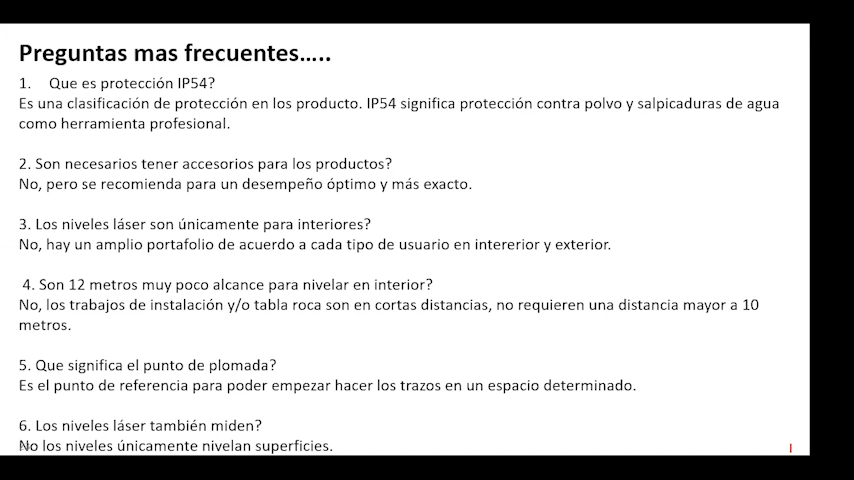 Preguntas mas frecuentes…..
1. Que es protección IP54?
Es una clasificación de protección en los producto. IP54 significa protección contra polvo y salpicaduras de agua
como herramienta profesional.
2. Son necesarios tener accesorios para los productos?
No, pero se recomienda para un desempeño óptimo y más exacto.
3. Los niveles láser son únicamente para interiores?
No, hay un amplio portafolio de acuerdo a cada tipo de usuario en intererior y exterior.
4. Son 12 metros muy poco alcance para nivelar en interior?
No, los trabajos de instalación y/o tabla roca son en cortas distancias, no requieren una distancia mayor a 10
metros.
5. Que significa el punto de plomada?
Es el punto de referencia para poder empezar hacer los trazos en un espacio determinado.
6. Los niveles láser también miden?
No los niveles únicamente nivelan superficies.